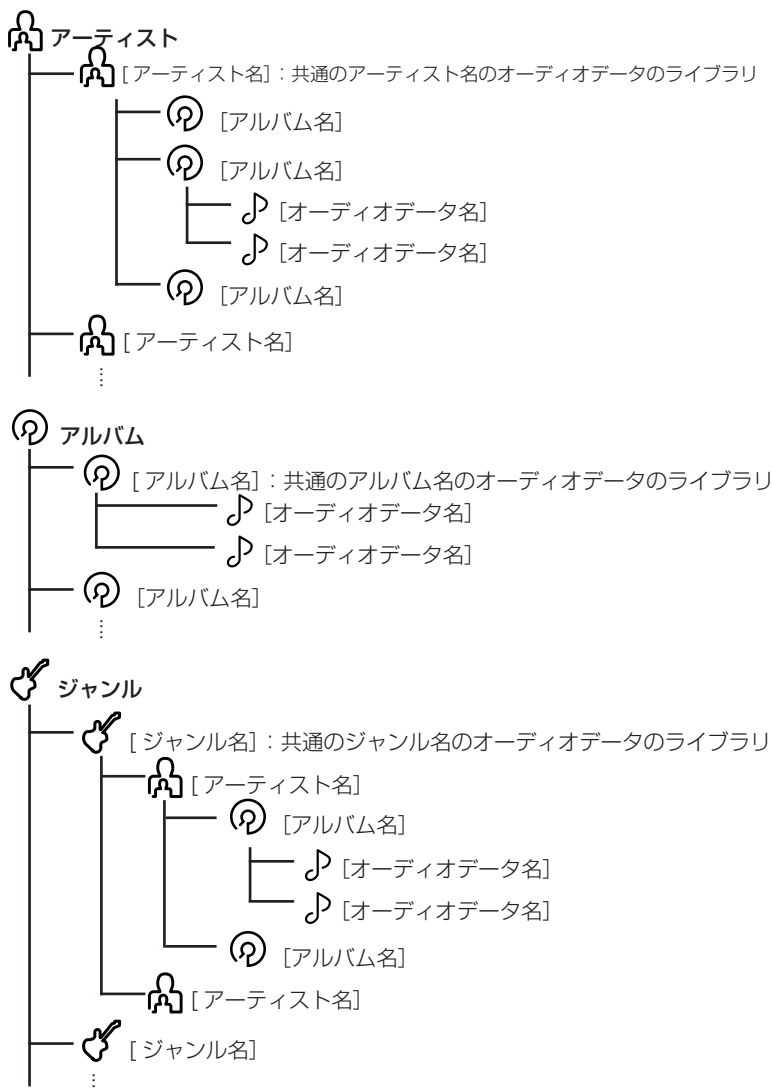 アーティスト
[アーティスト名]：共通のアーティスト名のオーディオデータのライブラリ
[アルバム名]
[アルバム名]
[オーディオデータ名]
[オーディオデータ名]
[アルバム名]
[アーティスト名]
…
アルバム
[アルバム名]：共通のアルバム名のオーディオデータのライブラリ
[オーディオデータ名]
[オーディオデータ名]
[アルバム名]
…
ジャンル
[ジャンル名]：共通のジャンル名のオーディオデータのライブラリ
[アーティスト名]
[アルバム名]
[オーディオデータ名]
[オーディオデータ名]
[アルバム名]
[アーティスト名]
[ジャンル名]
…